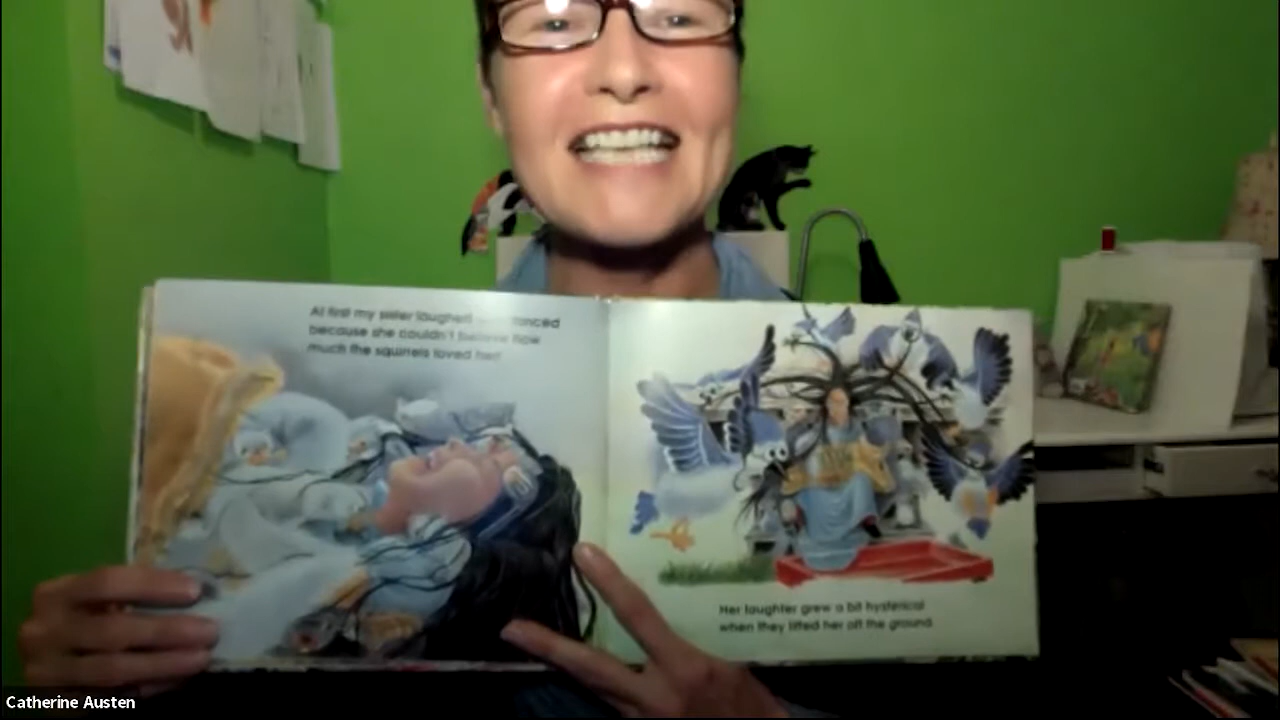 At first my sister laughed
because she couldn't believe how
much the squirrels loved her!
Her laughter grew a bit hysterical
when they lifted her off the ground.
Catherine Austen